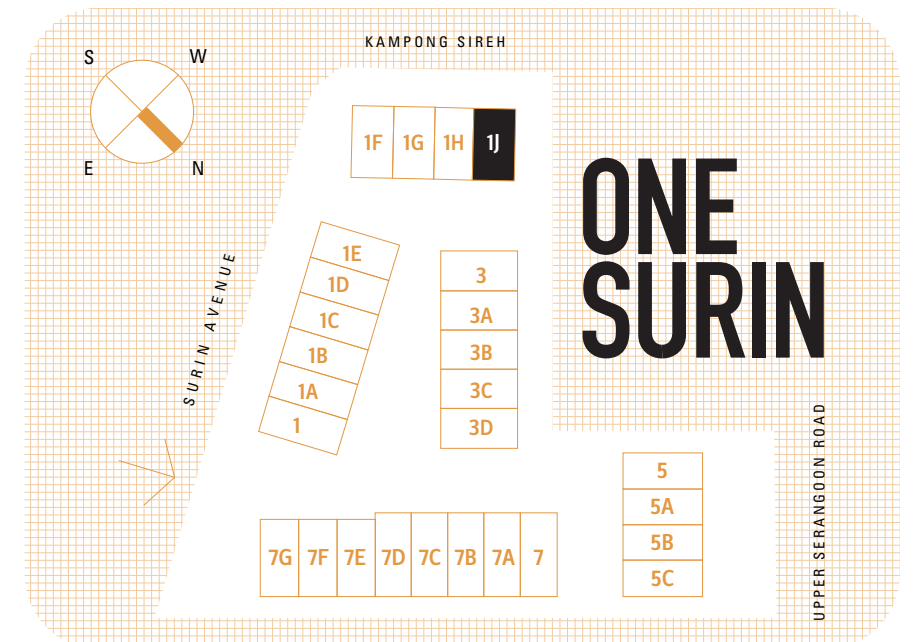 KAMPONG SIREH
S W
E N
1F 1G 1H 1J
ONE
SURIN
SURIN AVENUE
1E
1D
1C
1B
1A
1
3
3A
3B
3C
3D
UPPER SERANGOON ROAD
5
5A
5B
5C
7G 7F 7E 7D 7C 7B 7A 7